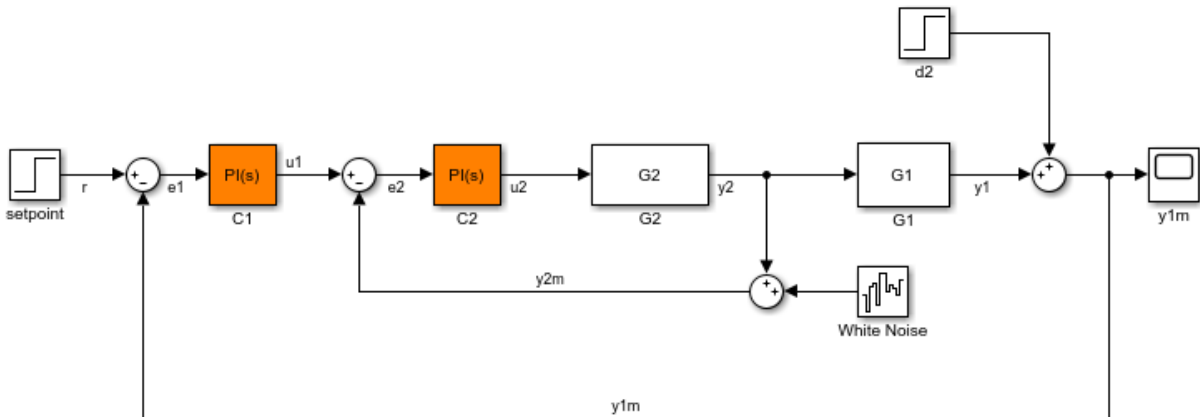 d2
setpoint
r
+
−
e1
PI(s)
C1
u1
+
−
e2
PI(s)
C2
u2
G2
G2
y2
G1
G1
y1
+
+
y1m
y2m
+
+
White Noise
y1m